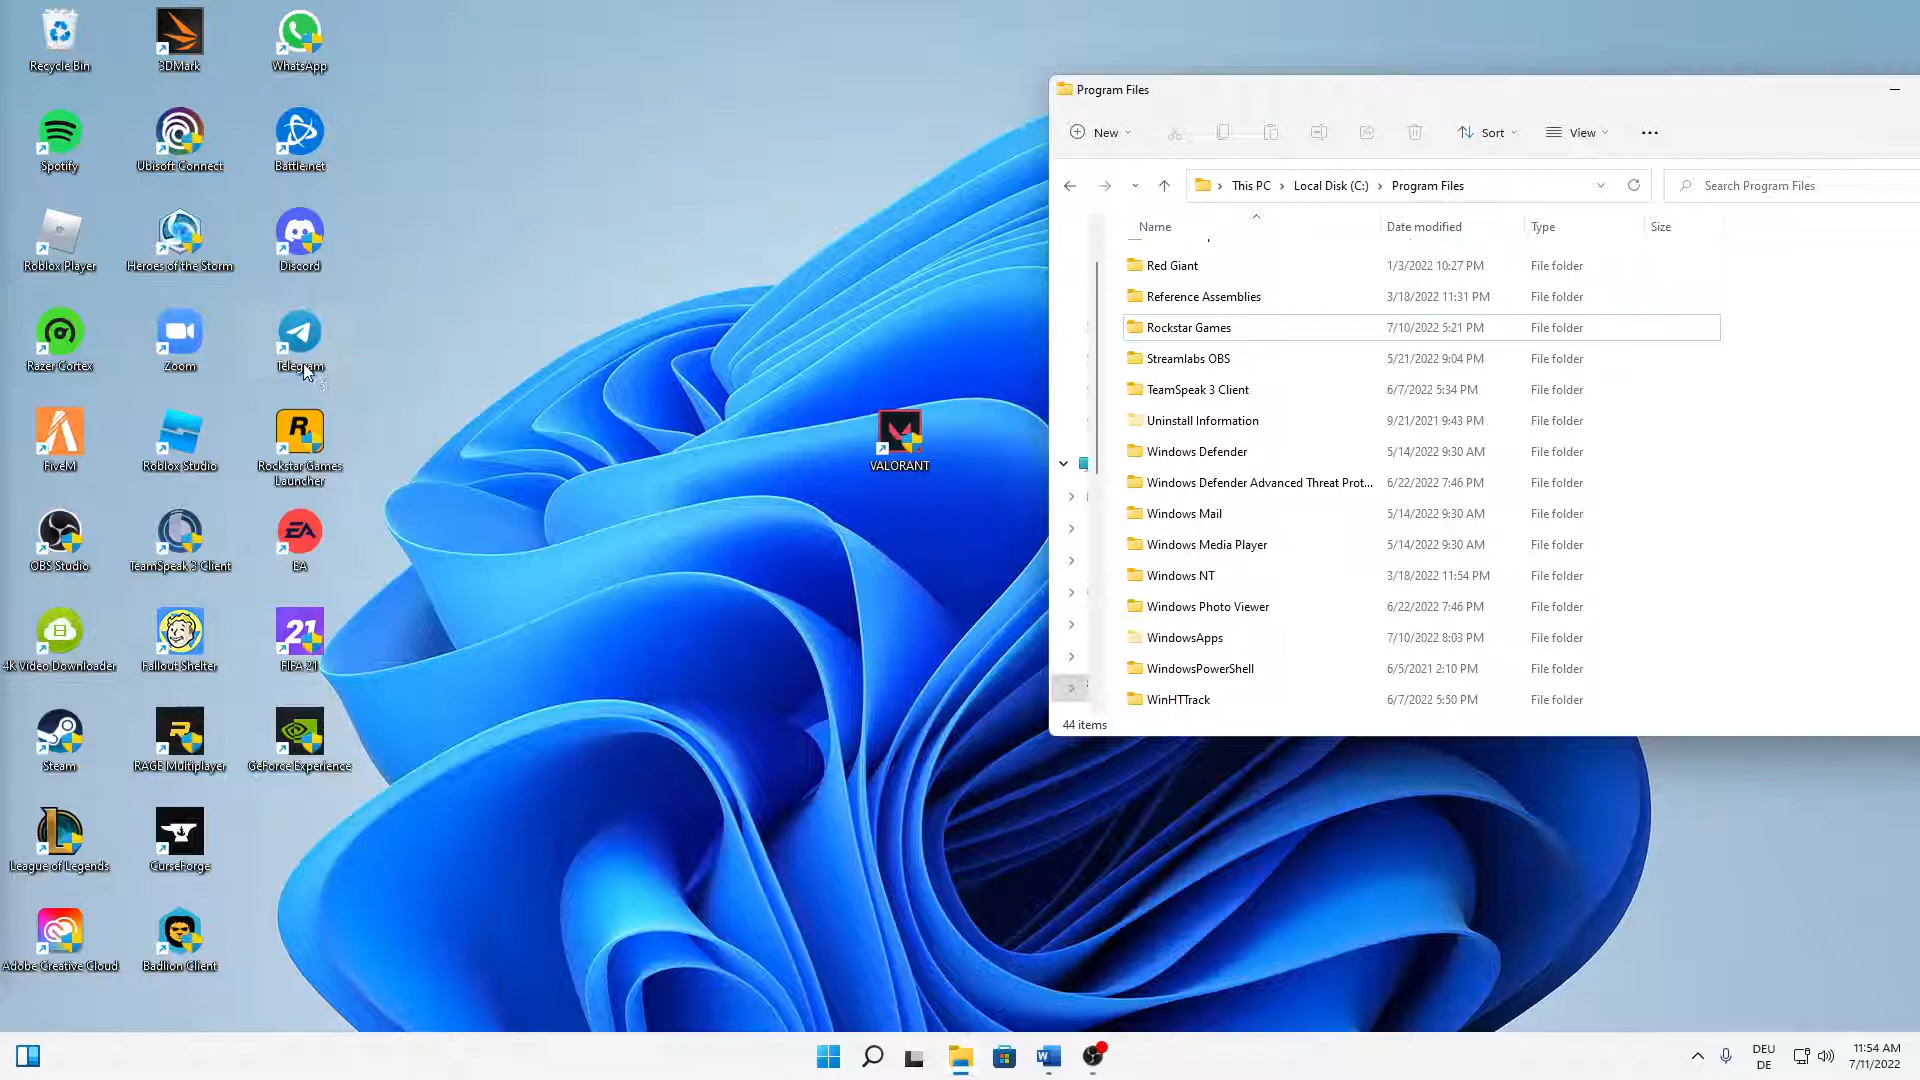 Recycle Bin
3DMark
WhatsApp
Spotify
Ubisoft Connect
Battle.net
Roblox Player
Heroes of the Storm
Discord
Razer Cortex
Zoom
Telegram
FiveM
Roblox Studio
Rockstar Games
Launcher
OBS Studio
TeamSpeak 3 Client
EA
4K Video Downloader
Fallout Shelter
FIFA 21
Steam
RAGE Multiplayer
GeForce Experience
League of Legends
CurseForge
Adobe Creative Cloud
Badlion Client
VALORANT
Program Files
New
Sort
View
This PC > Local Disk (C:) > Program Files
Search Program Files
Name Date modified Type Size
Red Giant 1/3/2022 10:27 PM File folder
Reference Assemblies 3/18/2022 11:31 PM File folder
Rockstar Games 7/10/2022 5:21 PM File folder
Streamlabs OBS 5/21/2022 9:04 PM File folder
TeamSpeak 3 Client 6/7/2022 5:34 PM File folder
Uninstall Information 9/21/2021 9:43 PM File folder
Windows Defender 5/14/2022 9:30 AM File folder
Windows Defender Advanced Threat Prot... 6/22/2022 7:46 PM File folder
Windows Mail 5/14/2022 9:30 AM File folder
Windows Media Player 5/14/2022 9:30 AM File folder
Windows NT 3/18/2022 11:54 PM File folder
Windows Photo Viewer 6/22/2022 7:46 PM File folder
WindowsApps 7/10/2022 8:03 PM File folder
WindowsPowerShell 6/5/2021 2:10 PM File folder
WinHTTrack 6/7/2022 5:50 PM File folder
44 items
DEU
DE
11:54 AM
7/11/2022